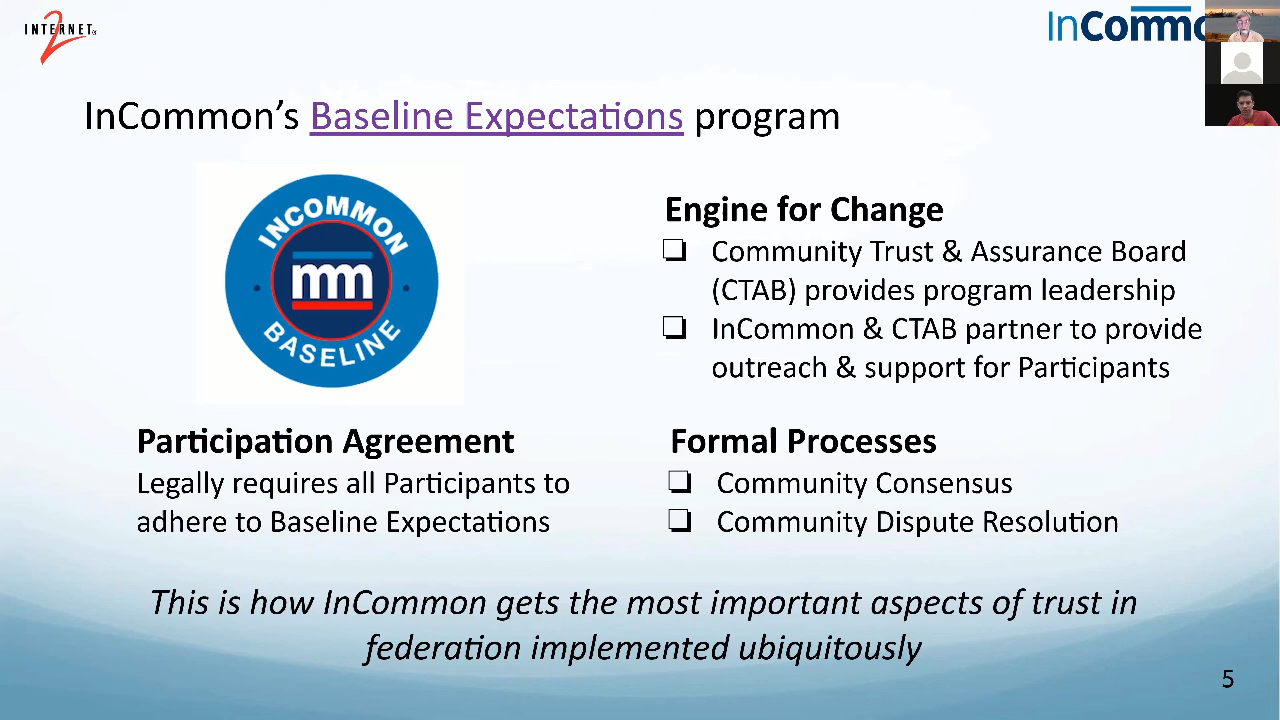 INTERNET
2
InCommo
InCommon's Baseline Expectations program
INCOMMON
mm
BASELINE
Engine for Change
❑ Community Trust & Assurance Board
(CTAB) provides program leadership
❑ InCommon & CTAB partner to provide
outreach & support for Participants
Participation Agreement
Legally requires all Participants to
adhere to Baseline Expectations
Formal Processes
❑ Community Consensus
❑ Community Dispute Resolution
This is how InCommon gets the most important aspects of trust in
federation implemented ubiquitously
5